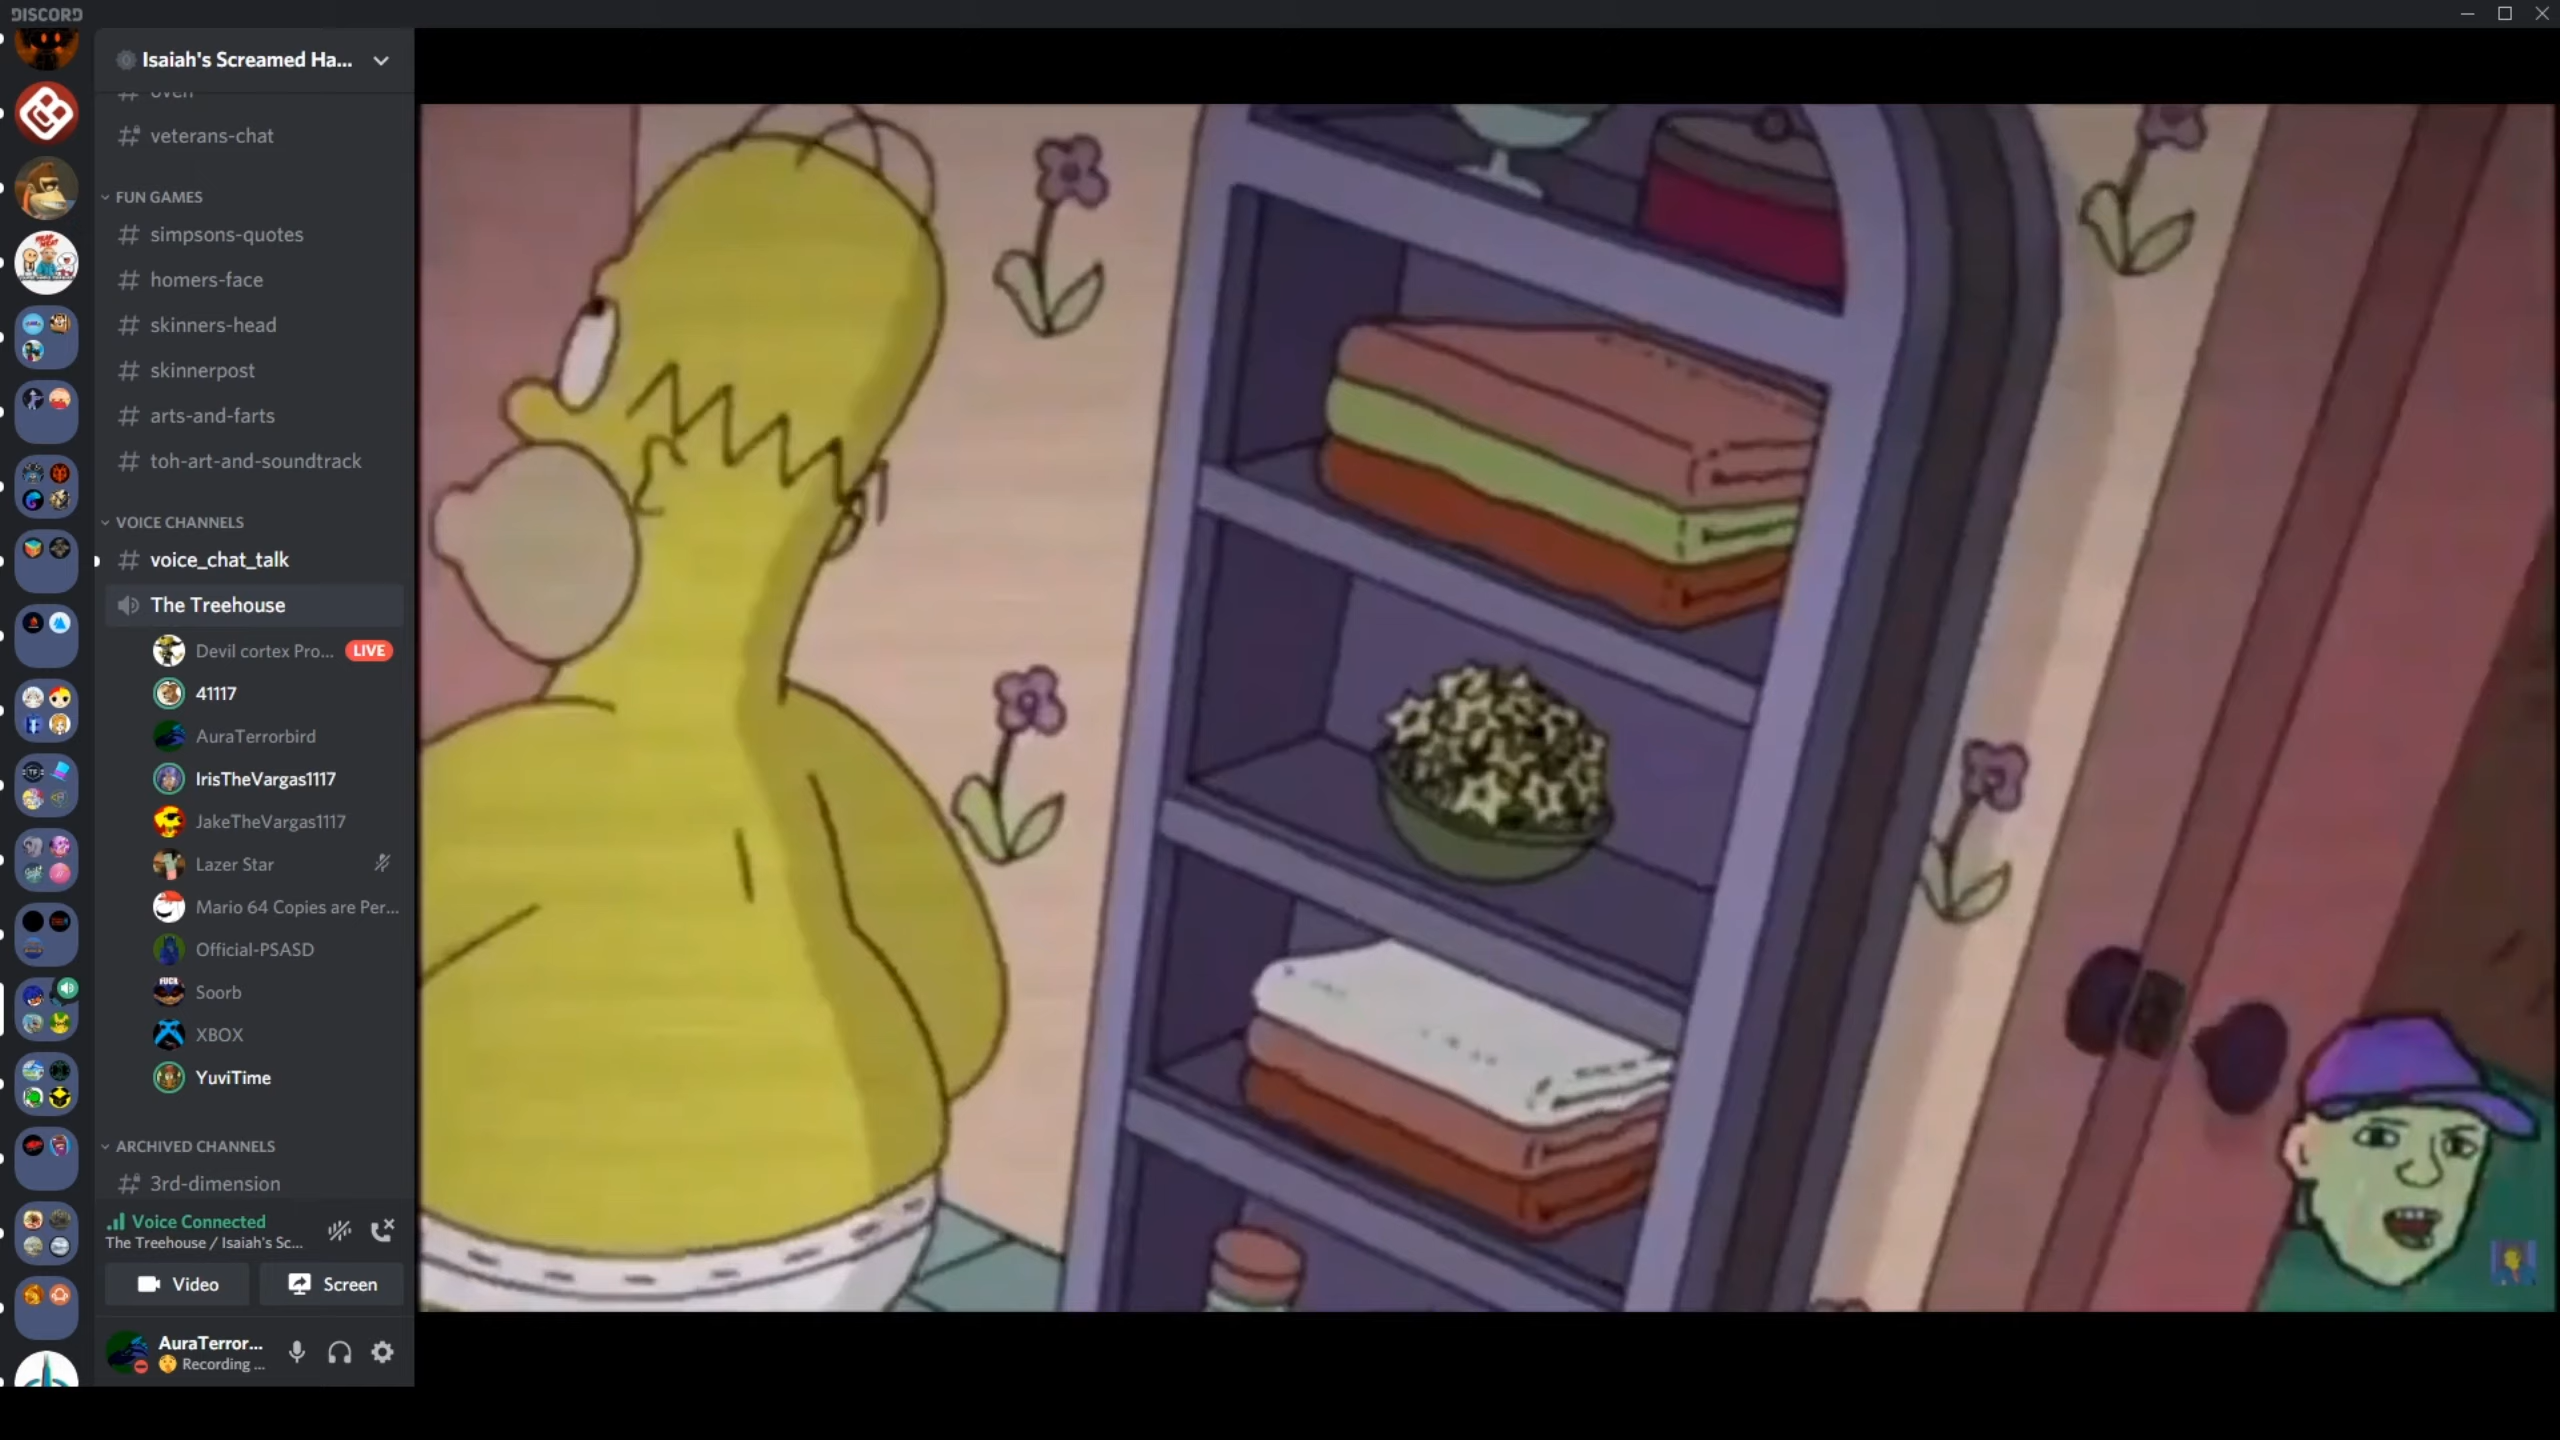 DISCORD
Isaiah's Screamed Ha...
oven
veterans-chat
FUN GAMES
simpsons-quotes
homers-face
skinners-head
skinnerpost
arts-and-farts
toh-art-and-soundtrack
VOICE CHANNELS
voice_chat_talk
The Treehouse
Devil cortex Pro... LIVE
41117
AuraTerrorbird
IrisTheVargas1117
JakeTheVargas1117
Lazer Star
Mario 64 Copies are Per...
Official-PSASD
Soorb
XBOX
YuviTime
ARCHIVED CHANNELS
3rd-dimension
Voice Connected
The Treehouse / Isaiah's Sc...
Video
Screen
AuraTerror...
Recording ...